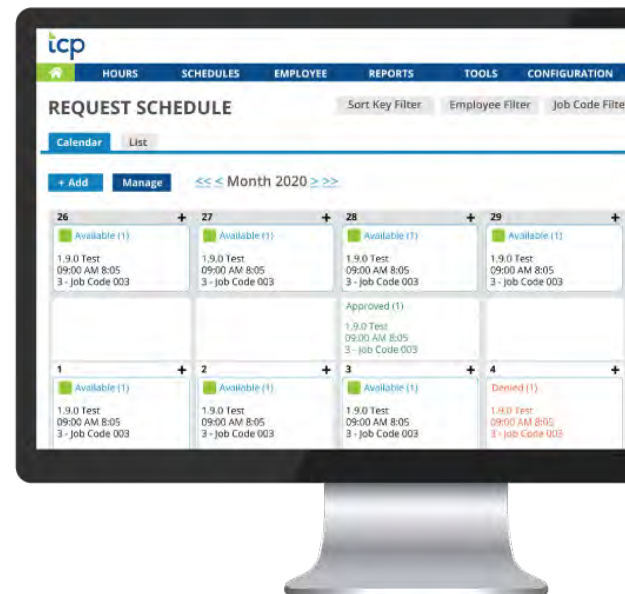 tcp
HOURS SCHEDULES EMPLOYEE REPORTS TOOLS CONFIGURATION
REQUEST SCHEDULE Sort Key Filter Employee Filter Job Code Filte
Calendar List
+ Add Manage << < Month 2020 > >>
26 + 27 + 28 + 29 +
Available (1) Available (1) Available (1) Available (1)
1.9.0 Test 1.9.0 Test 1.9.0 Test 1.9.0 Test
09:00 AM 8:05 09:00 AM 8:05 09:00 AM 8:05 09:00 AM 8:05
3 - Job Code 003 3 - Job Code 003 3 - Job Code 003 3 - Job Code 003
Approved (1)
1.9.0 Test
09:00 AM 8:05
3 - Job Code 003
1 + 2 + 3 + 4 +
Available (1) Available (1) Available (1) Denied (1)
1.9.0 Test 1.9.0 Test 1.9.0 Test 1.9.0 Test
09:00 AM 8:05 09:00 AM 8:05 09:00 AM 8:05 09:00 AM 8:05
3 - Job Code 003 3 - Job Code 003 3 - Job Code 003 3 - Job Code 003